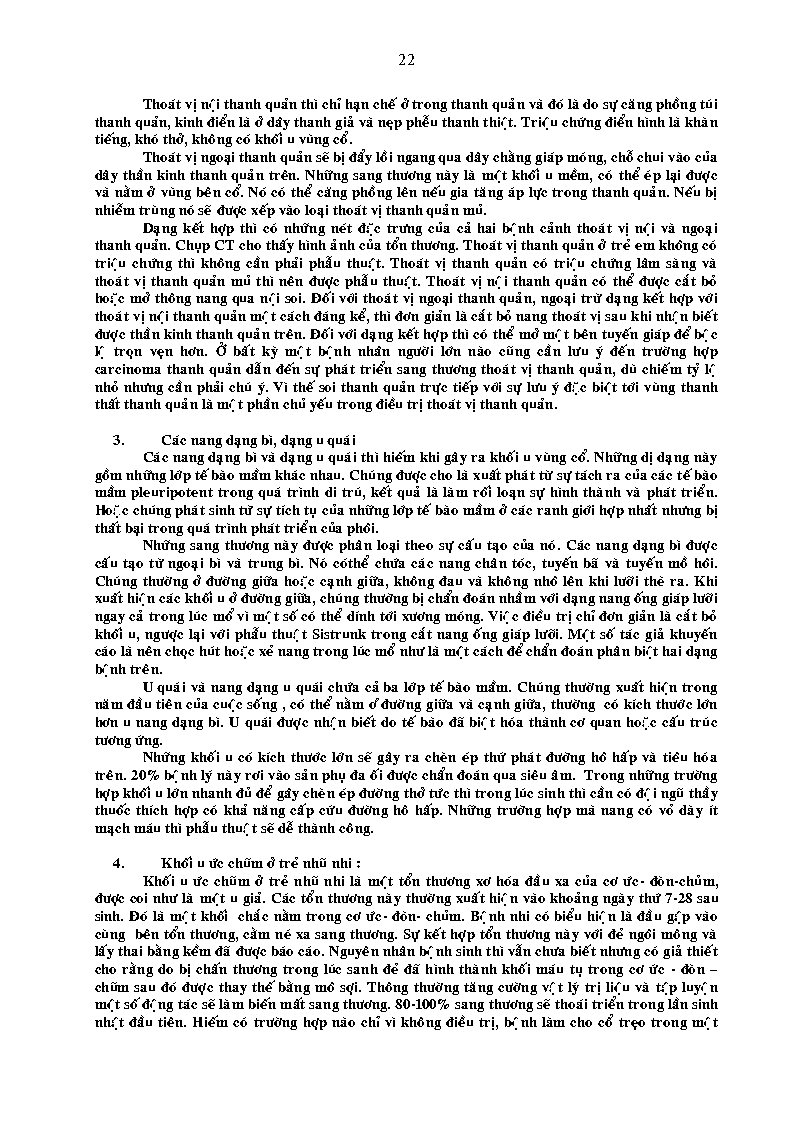 22
Thoát vị nội thanh quản thì chỉ hạn chế ở trong thanh quản và đó là do sự căng phồng túi
thanh quản, kinh điển là ở dây thanh giả và nẹp phễu thanh thiệt. Triệu chứng điển hình là khàn
tiếng, khó thở, không có khối u vùng cổ.
Thoát vị ngoại thanh quản sẽ bị đẩy lồi ngang qua dây chằng giáp móng, chỗ chui vào của
dây thần kinh thanh quản trên. Những sang thương này là một khối u mềm, có thể ép lại được
và nằm ở vùng bên cổ. Nó có thể căng phồng lên nếu gia tăng áp lực trong thanh quản. Nếu bị
nhiễm trùng nó sẽ được xếp vào loại thoát vị thanh quản mủ.
Dạng kết hợp thì có những nét đặc trưng của cả hai bệnh cảnh thoát vị nội và ngoại
thanh quản. Chụp CT cho thấy hình ảnh của tổn thương. Thoát vị thanh quản ở trẻ em không có
triệu chứng thì không cần phải phẫu thuật. Thoát vị thanh quản có triệu chứng lâm sàng và
thoát vị thanh quản mủ thì nên được phẫu thuật. Thoát vị nội thanh quản có thể được cắt bỏ
hoặc mở thông nang qua nội soi. Đối với thoát vị ngoại thanh quản, ngoại trừ dạng kết hợp với
thoát vị nội thanh quản một cách đáng kể, thì đơn giản là cắt bỏ nang thoát vị sau khi nhận biết
được thần kinh thanh quản trên. Đối với dạng kết hợp thì có thể mở một bên tuyến giáp để bộc
lộ trọn vẹn hơn. Ở bất kỳ một bệnh nhân người lớn nào cũng cần lưu ý đến trường hợp
carcinoma thanh quản dẫn đến sự phát triển sang thương thoát vị thanh quản, dù chiếm tỷ lệ
nhỏ nhưng cần phải chú ý. Vì thế soi thanh quản trực tiếp với sự lưu ý đặc biệt tới vùng thanh
thất thanh quản là một phần chủ yếu trong điều trị thoát vị thanh quản.
3. Các nang dạng bì, dạng u quái
Các nang dạng bì và dạng u quái thì hiếm khi gây ra khối u vùng cổ. Những dị dạng này
gồm những lớp tế bào mầm khác nhau. Chúng được cho là xuất phát từ sự tách ra của các tế bào
mầm pleuripotent trong quá trình di trú, kết quả là làm rối loạn sự hình thành và phát triển.
Hoặc chúng phát sinh từ sự tích tụ của những lớp tế bào mầm ở các ranh giới hợp nhất nhưng bị
thất bại trong quá trình phát triển của phôi.
Những sang thương này được phân loại theo sự cấu tạo của nó. Các nang dạng bì được
cấu tạo từ ngoại bì và trung bì. Nó cóthể chứa các nang chân tóc, tuyến bã và tuyến mồ hôi.
Chúng thường ở đường giữa hoặc cạnh giữa, không đau và không nhô lên khi lưỡi thè ra. Khi
xuất hiện các khối u ở đường giữa, chúng thường bị chẩn đoán nhầm với dạng nang ống giáp lưỡi
ngay cả trong lúc mổ vì một số có thể dính tới xương móng. Việc điều trị chỉ đơn giản là cắt bỏ
khối u, ngược lại với phẫu thuật Sistrunk trong cắt nang ống giáp lưỡi. Một số tác giả khuyến
cáo là nên chọc hút hoặc xẻ nang trong lúc mổ như là một cách để chẩn đoán phân biệt hai dạng
bệnh trên.
U quái và nang dạng u quái chứa cả ba lớp tế bào mầm. Chúng thường xuất hiện trong
năm đầu tiên của cuộc sống , có thể nằm ở đường giữa và cạnh giữa, thường có kích thước lớn
hơn u nang dạng bì. U quái được nhận biết do tế bào đã biệt hóa thành cơ quan hoặc cấu trúc
tương ứng.
Những khối u có kích thước lớn sẽ gây ra chèn ép thứ phát đường hô hấp và tiêu hóa
trên. 20% bệnh lý này rơi vào sản phụ đa ối được chẩn đoán qua siêu âm. Trong những trường
hợp khối u lớn nhanh đủ để gây chèn ép đường thở tức thì trong lúc sinh thì cần có đội ngũ thầy
thuốc thích hợp có khả năng cấp cứu đường hô hấp. Những trường hợp mà nang có vỏ dày ít
mạch máu thì phẫu thuật sẽ dễ thành công.
4. Khối u ức chũm ở trẻ nhũ nhi :
Khối u ức chũm ở trẻ nhũ nhi là một tổn thương xơ hóa đầu xa của cơ ức- đòn-chủm,
được coi như là một u giả. Các tổn thương này thường xuất hiện vào khoảng ngày thứ 7-28 sau
sinh. Đó là một khối chắc nằm trong cơ ức- đòn- chủm. Bệnh nhi có biểu hiện là đầu gập vào
cùng bên tổn thương, cằm né xa sang thương. Sự kết hợp tổn thương này với đẻ ngôi mông và
lấy thai bằng kềm đã được báo cáo. Nguyên nhân bệnh sinh thì vẫn chưa biết nhưng có giả thiết
cho rằng do bị chấn thương trong lúc sanh đẻ đã hình thành khối máu tụ trong cơ ức - đòn –
chũm sau đó được thay thế bằng mô sợi. Thông thường tăng cường vật lý trị liệu và tập luyện
một số động tác sẽ làm biến mất sang thương. 80-100% sang thương sẽ thoái triển trong lần sinh
nhật đầu tiên. Hiếm có trường hợp nào chỉ vì không điều trị, bệnh làm cho cổ trẹo trong một